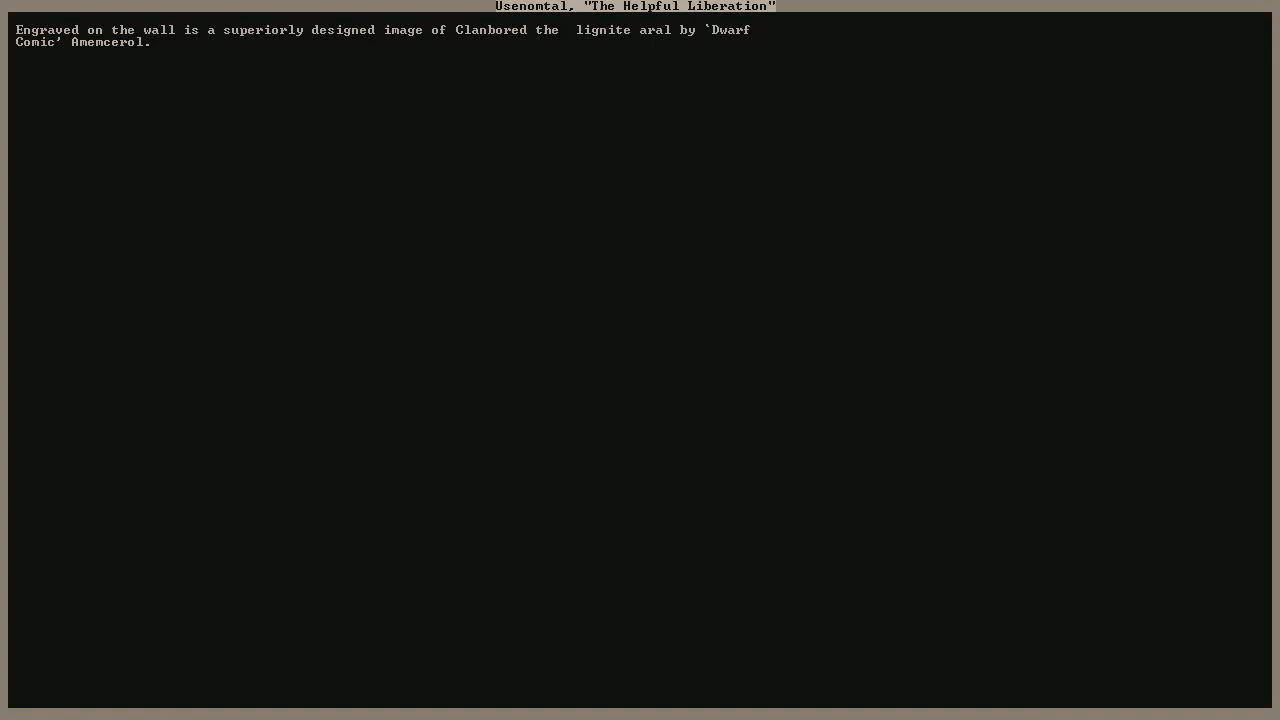 Usenomtal, "The Helpful Liberation"
Engraved on the wall is a superiorly designed image of Clanbored the  lignite aral by `Dwarf
Comic' Amemcerol.